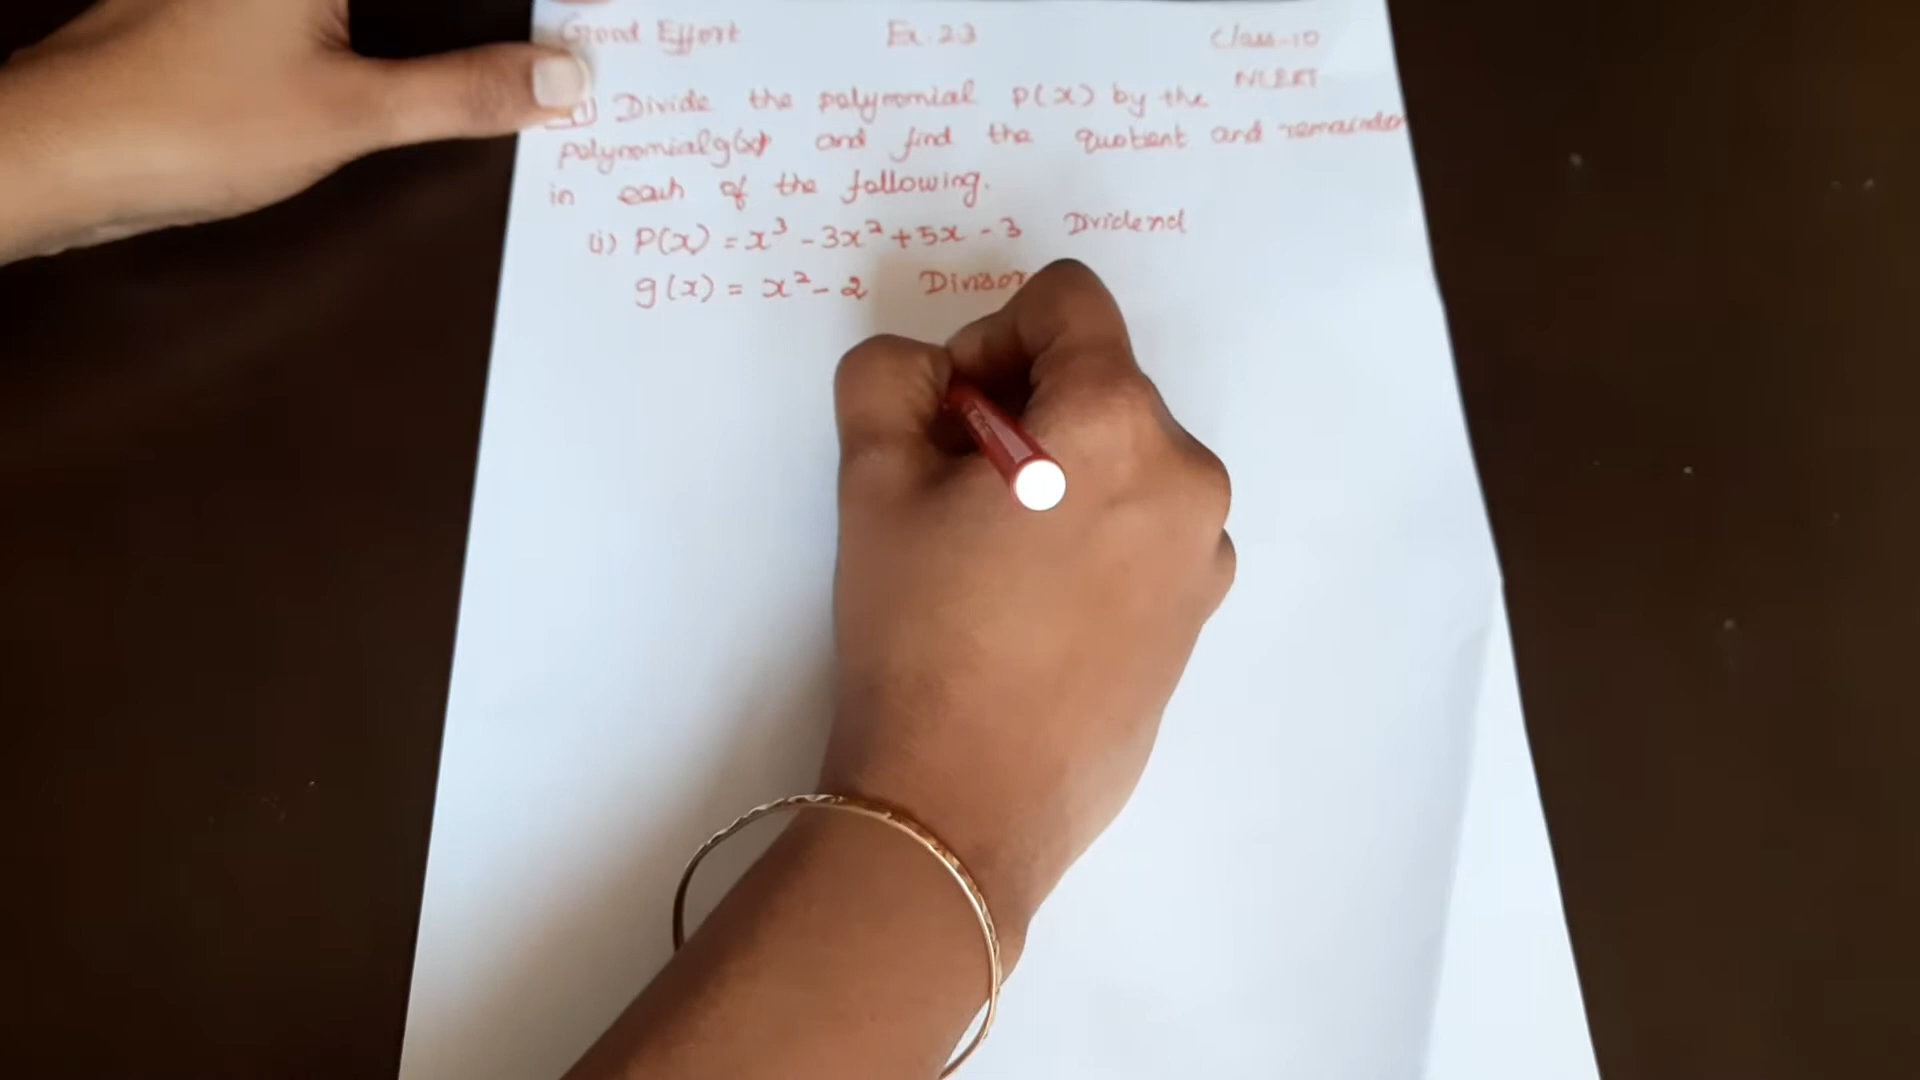 Good Effort Ex. 2.3 Class-10
NCERT
1) Divide the polynomial P(x) by the
polynomial g(x) and find the quotient and remainder
in each of the following.
(i) P(x) = x³ - 3x² + 5x - 3 Dividend
g(x) = x² - 2 Divisor